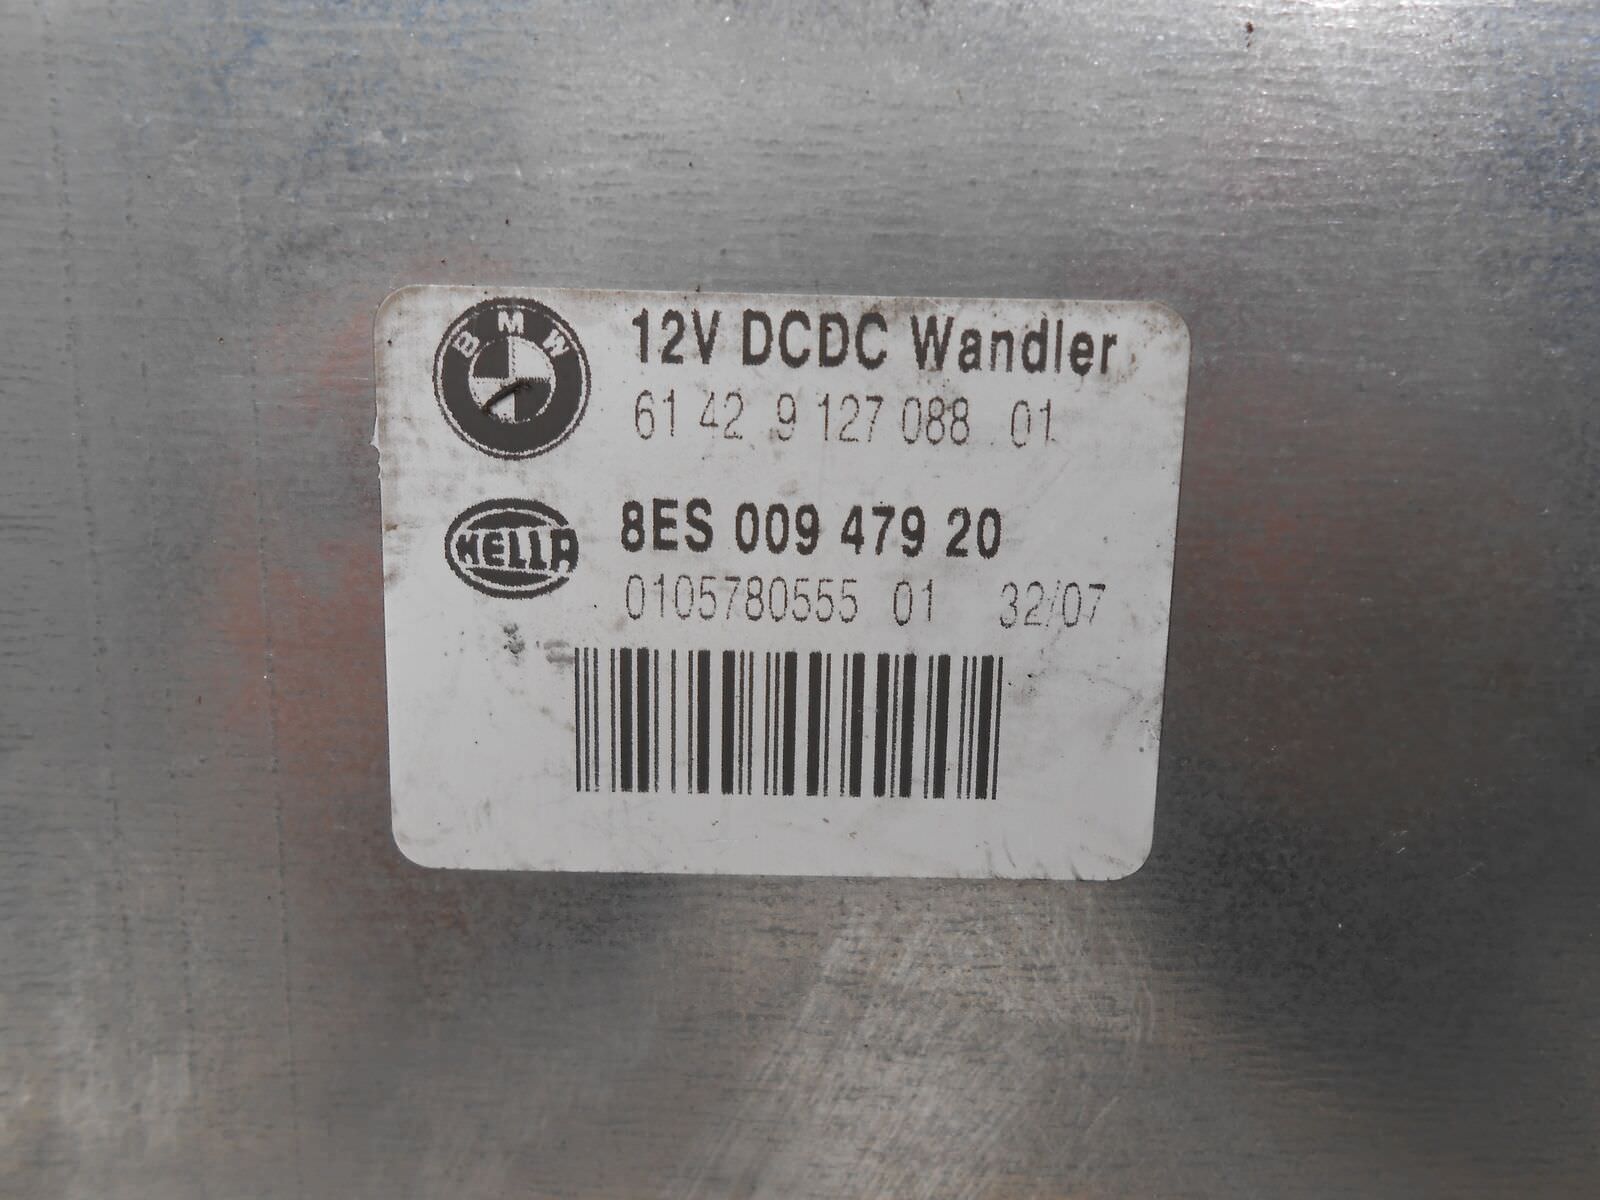 BMW
12V DCDC Wandler
61 42 9 127 088 01
HELLA
8ES 009 479 20
0105780555 01 32/07